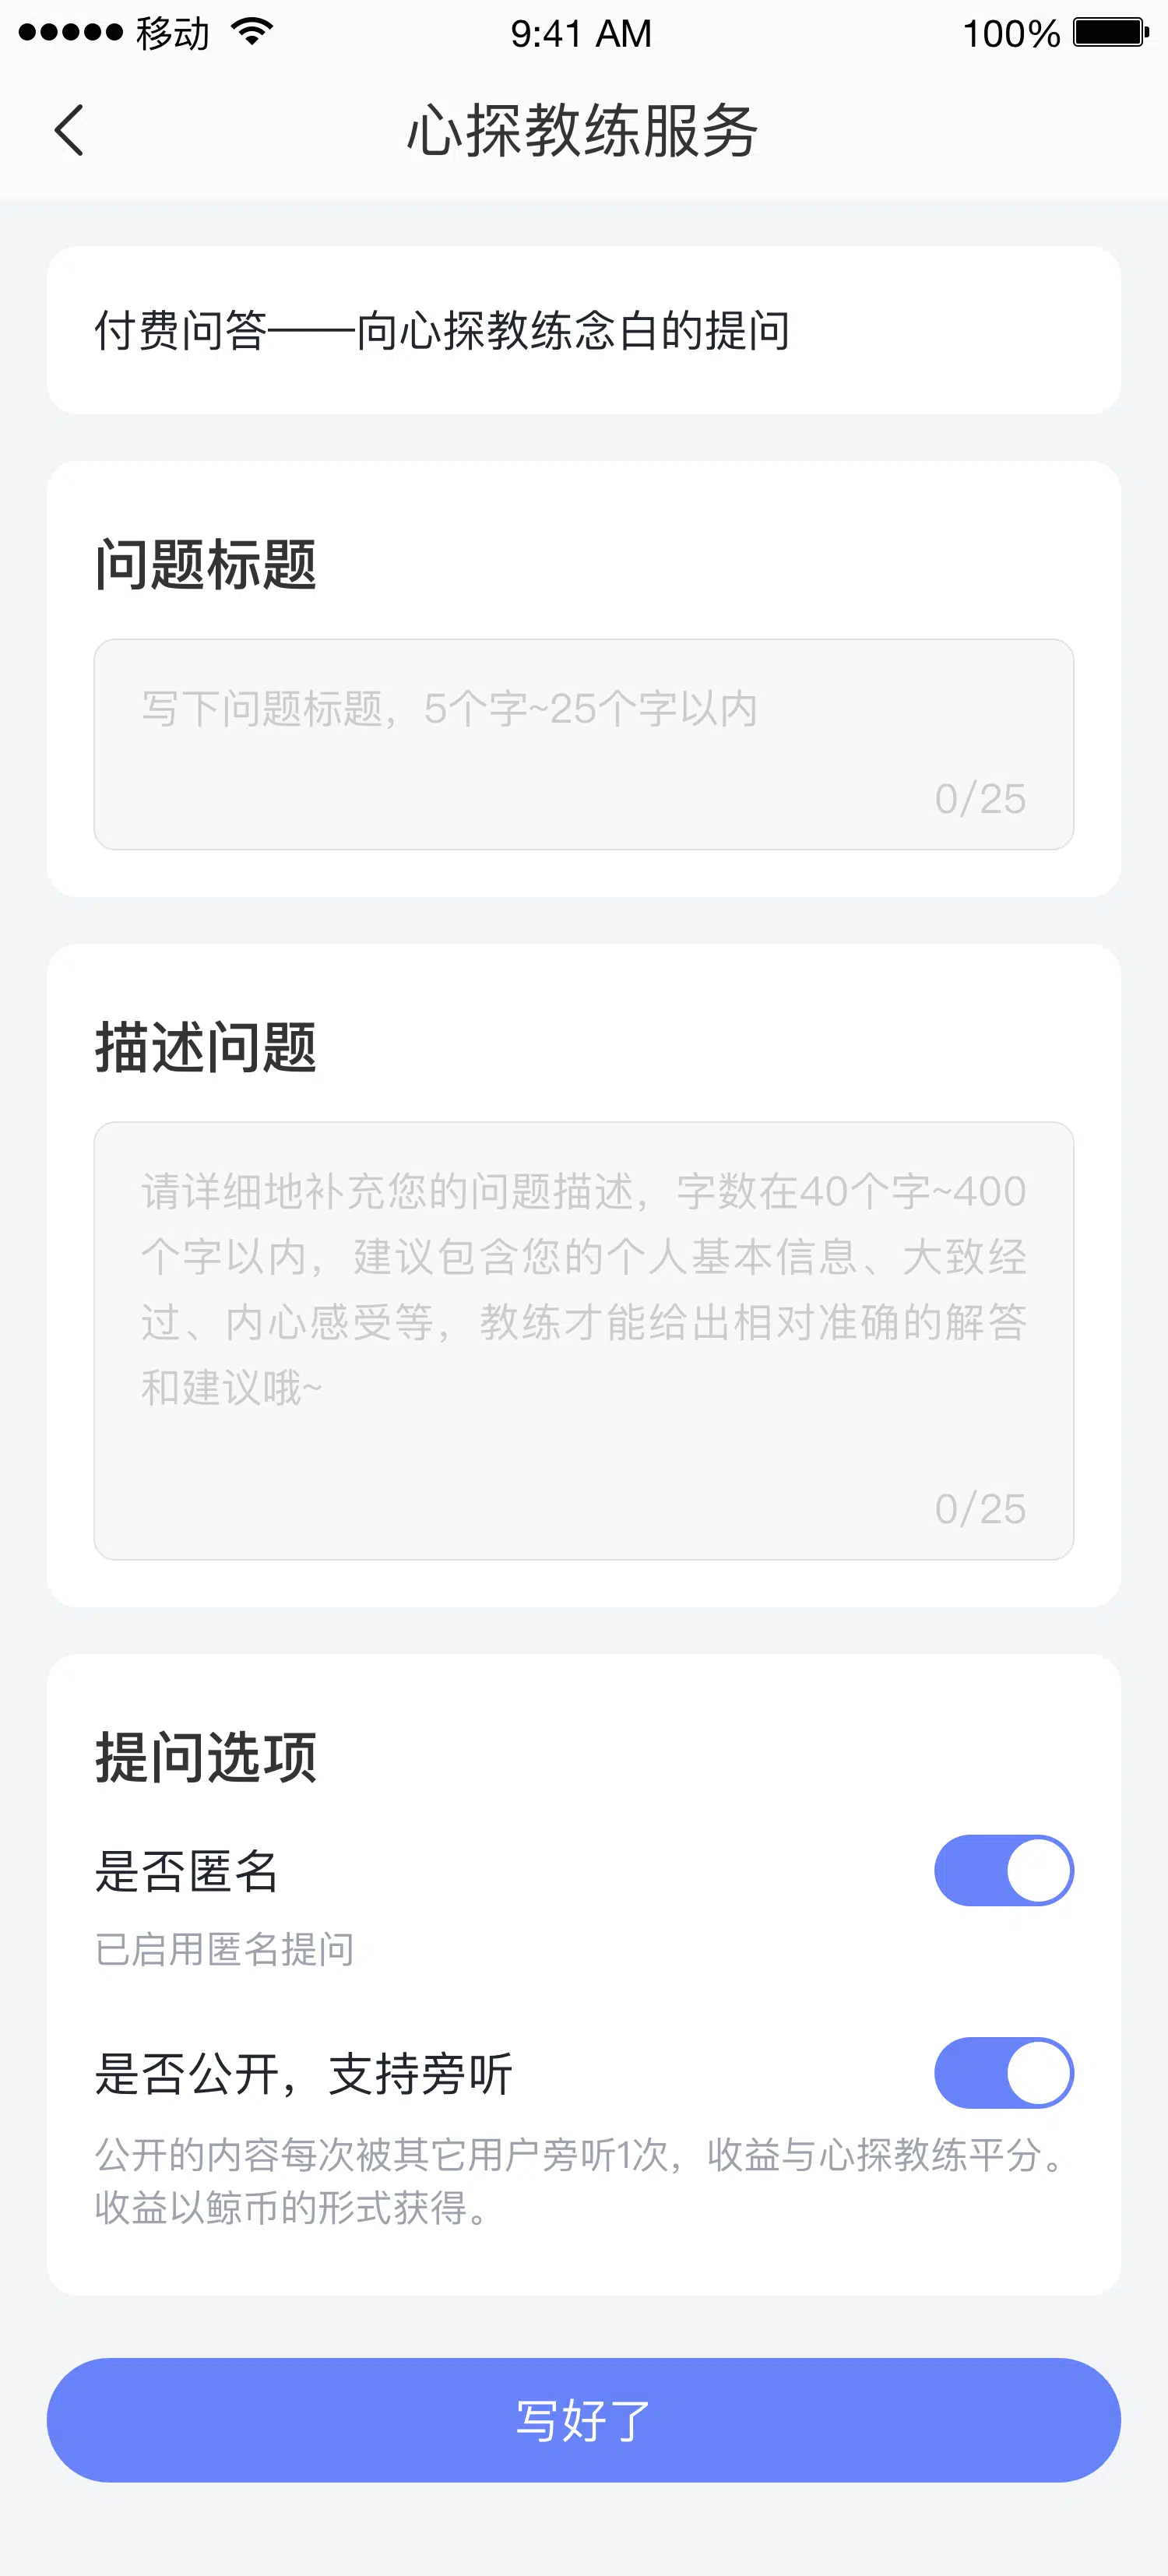 移动 9:41 AM 100%
心探教练服务
付费问答——向心探教练念白的提问
问题标题
写下问题标题，5个字~25个字以内
0/25
描述问题
请详细地补充您的问题描述，字数在40个字~400
个字以内，建议包含您的个人基本信息、大致经
过、内心感受等，教练才能给出相对准确的解答
和建议哦~
0/25
提问选项
是否匿名
已启用匿名提问
是否公开，支持旁听
公开的内容每次被其它用户旁听1次，收益与心探教练平分。
收益以鲸币的形式获得。
写好了